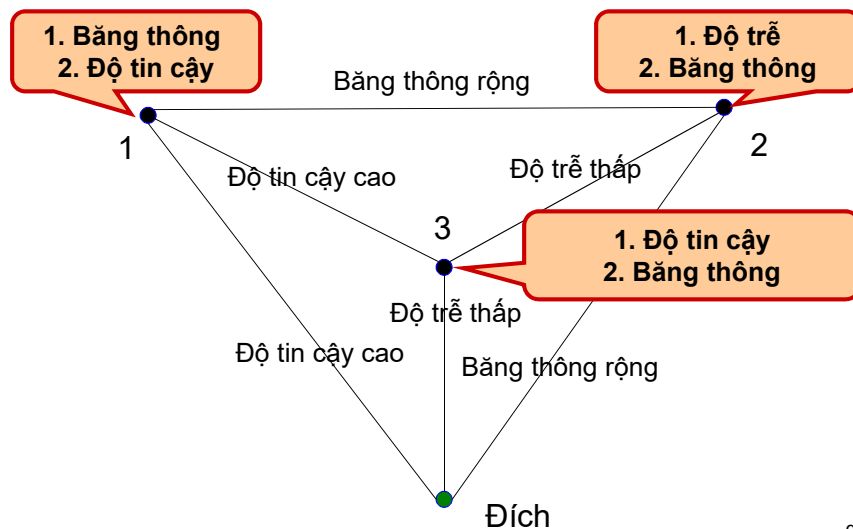 1. Băng thông
2. Độ tin cậy
1. Độ trễ
2. Băng thông
Băng thông rộng
1
2
Độ tin cậy cao
Độ trễ thấp
3
1. Độ tin cậy
2. Băng thông
Độ trễ thấp
Độ tin cậy cao
Băng thông rộng
Đích